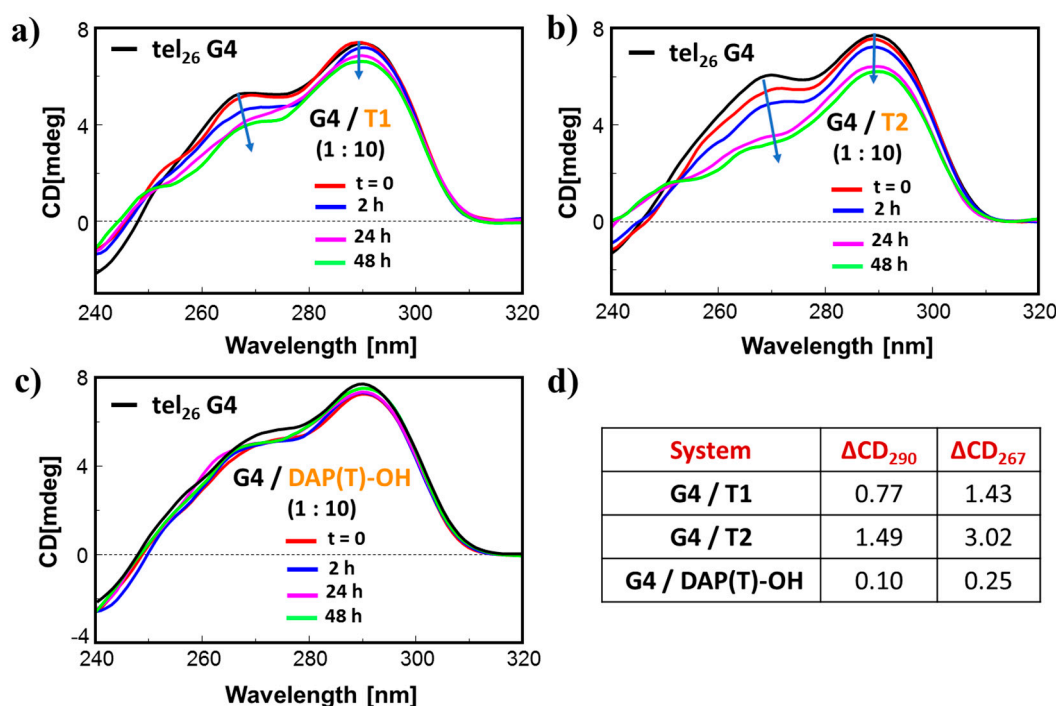 a)
tel26 G4
G4 / T1
(1 : 10)
t = 0
2 h
24 h
48 h
CD[mdeg]
8
4
0
240 260 280 300 320
Wavelength [nm]
b)
tel26 G4
G4 / T2
(1 : 10)
t = 0
2 h
24 h
48 h
CD[mdeg]
8
4
0
240 260 280 300 320
Wavelength [nm]
c)
tel26 G4
G4 / DAP(T)-OH
(1 : 10)
t = 0
2 h
24 h
48 h
CD[mdeg]
8
4
0
-4
240 260 280 300 320
Wavelength [nm]
d)
System ΔCD290 ΔCD267
G4 / T1 0.77 1.43
G4 / T2 1.49 3.02
G4 / DAP(T)-OH 0.10 0.25